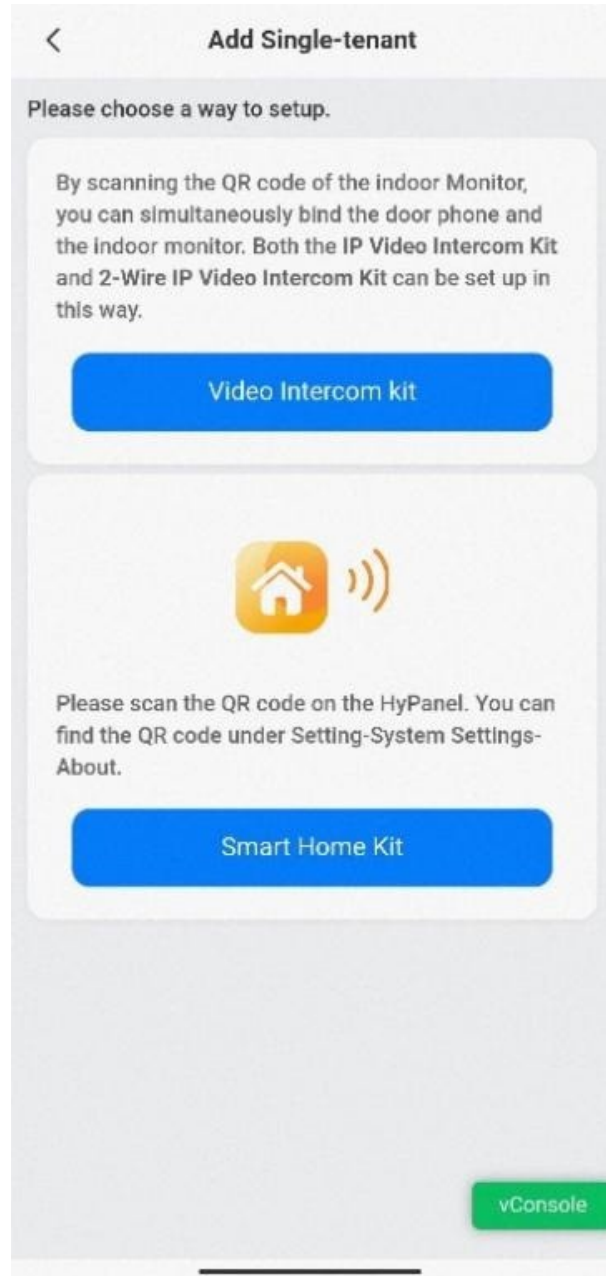 Add Single-tenant
Please choose a way to setup.
By scanning the QR code of the indoor Monitor,
you can simultaneously bind the door phone and
the indoor monitor. Both the IP Video Intercom Kit
and 2-Wire IP Video Intercom Kit can be set up in
this way.
Video Intercom kit
Please scan the QR code on the HyPanel. You can
find the QR code under Setting-System Settings-
About.
Smart Home Kit
vConsole